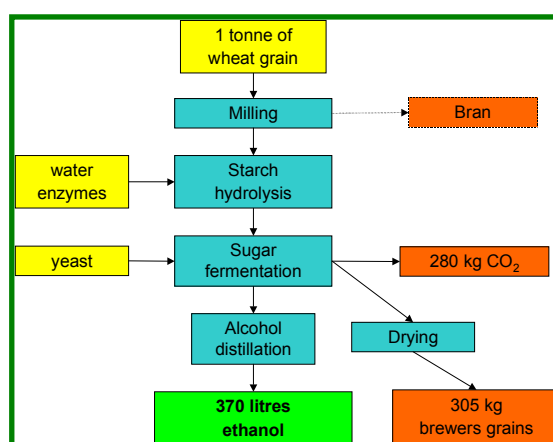 1 tonne of
wheat grain
Milling
Bran
water
enzymes
Starch
hydrolysis
yeast
Sugar
fermentation
280 kg CO₂
Alcohol
distillation
Drying
370 litres
ethanol
305 kg
brewers grains